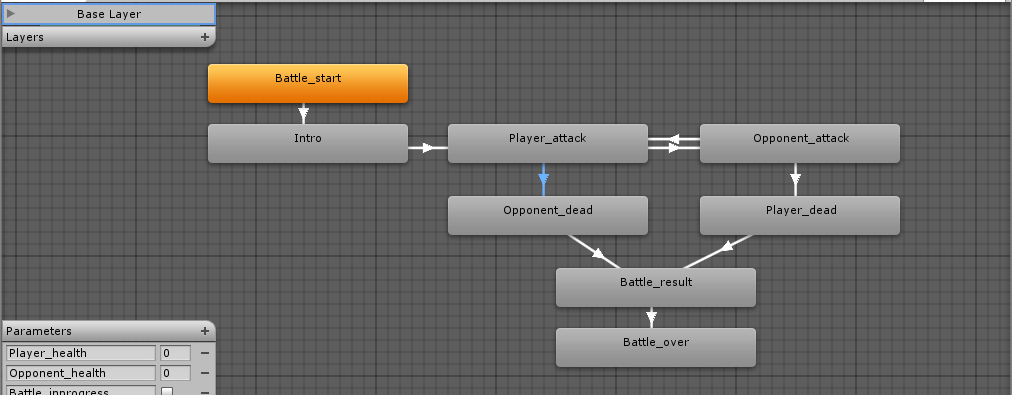 Base Layer
Layers
Battle_start
Intro
Player_attack
Opponent_attack
Opponent_dead
Player_dead
Battle_result
Battle_over
Parameters
Player_health 0
Opponent_health 0
Battle_inprogress